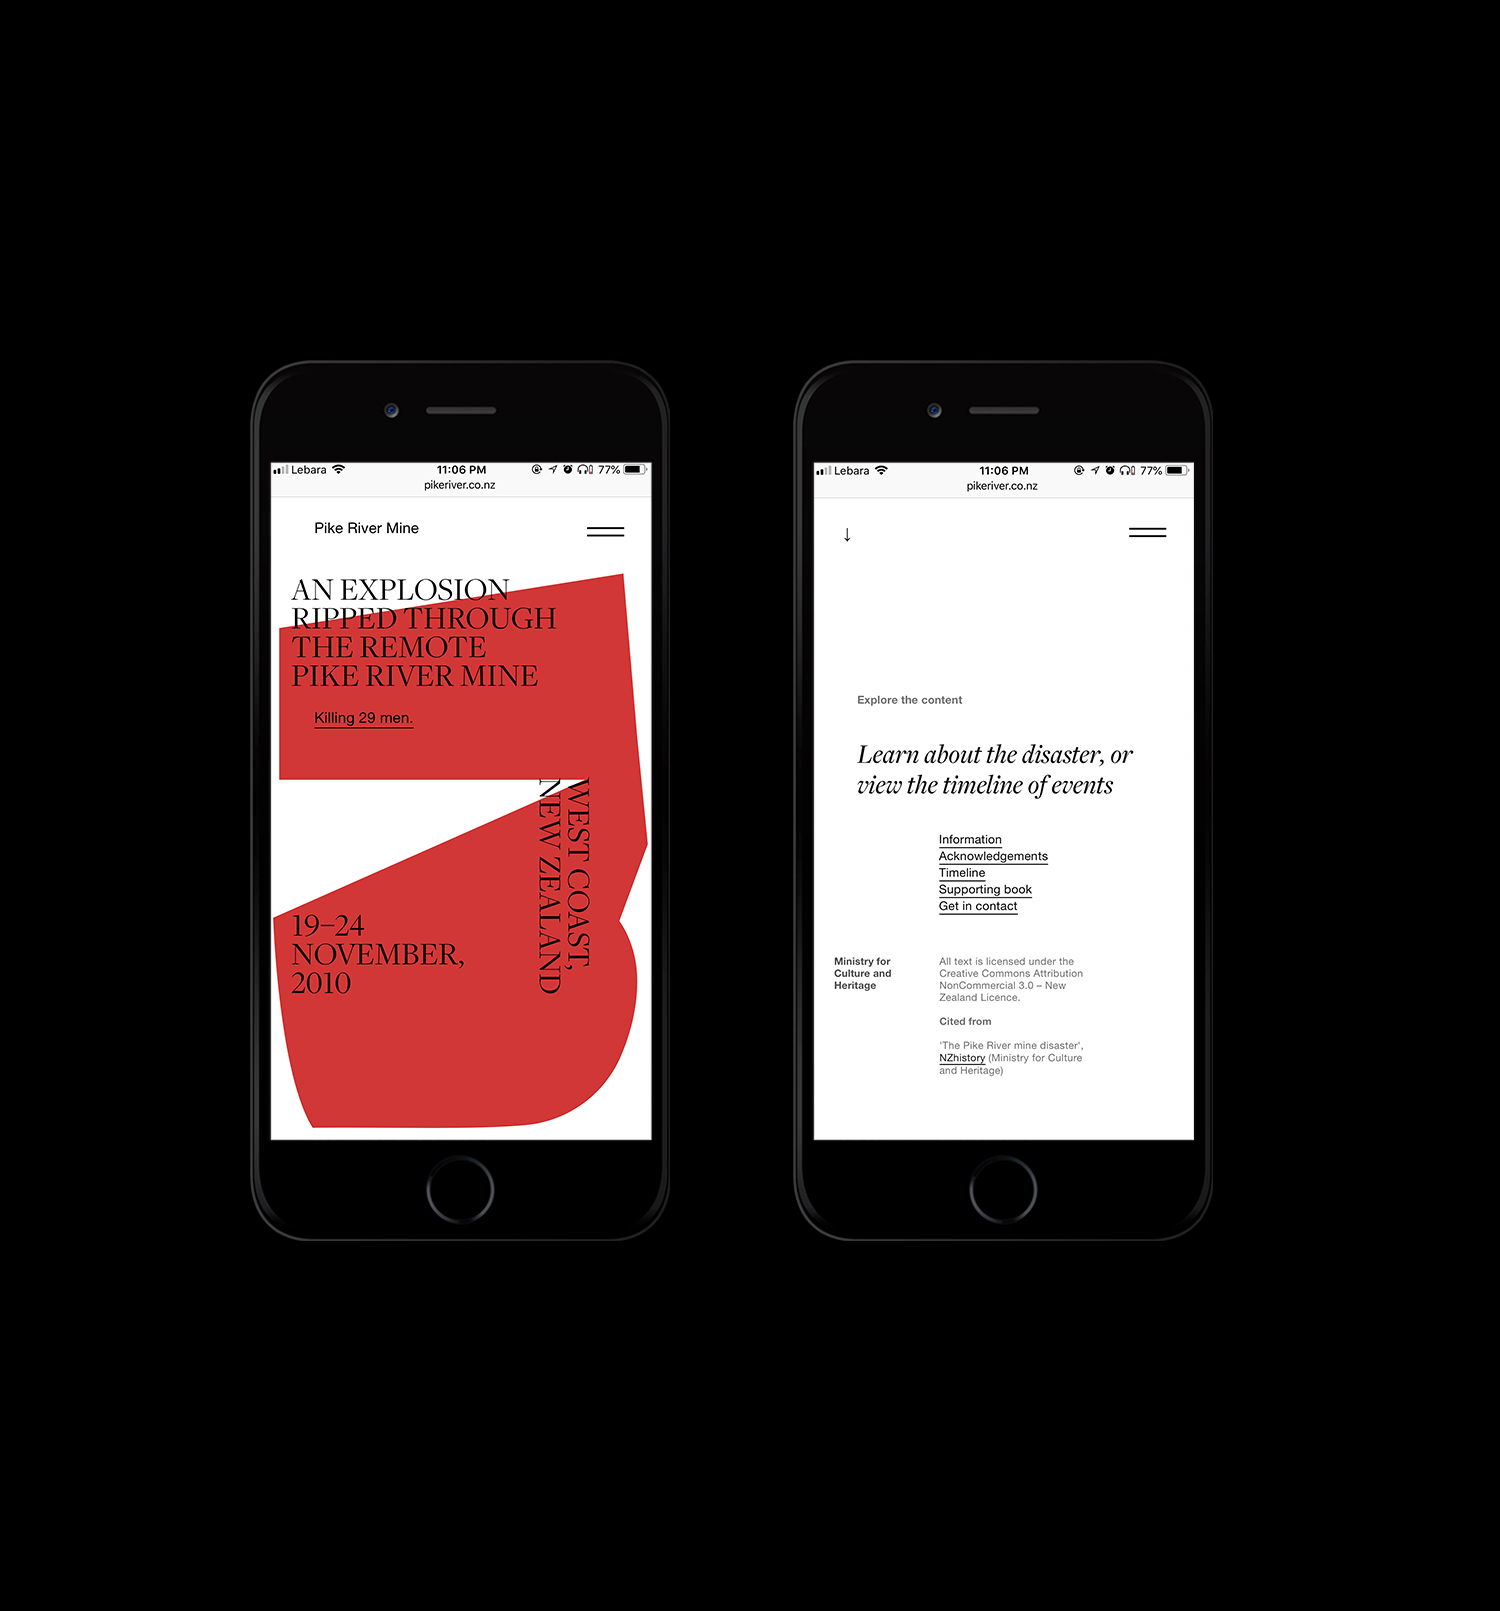 Lebara
11:06 PM
77%
pikeriver.co.nz
Pike River Mine
AN EXPLOSION
RIPPED THROUGH
THE REMOTE
PIKE RIVER MINE
Killing 29 men.
WEST COAST,
NEW ZEALAND
19–24
NOVEMBER,
2010
Lebara
11:06 PM
77%
pikeriver.co.nz
↓
Explore the content
Learn about the disaster, or
view the timeline of events
Information
Acknowledgements
Timeline
Supporting book
Get in contact
Ministry for
Culture and
Heritage
All text is licensed under the
Creative Commons Attribution
NonCommercial 3.0 – New
Zealand Licence.
Cited from
'The Pike River mine disaster',
NZhistory (Ministry for Culture
and Heritage)